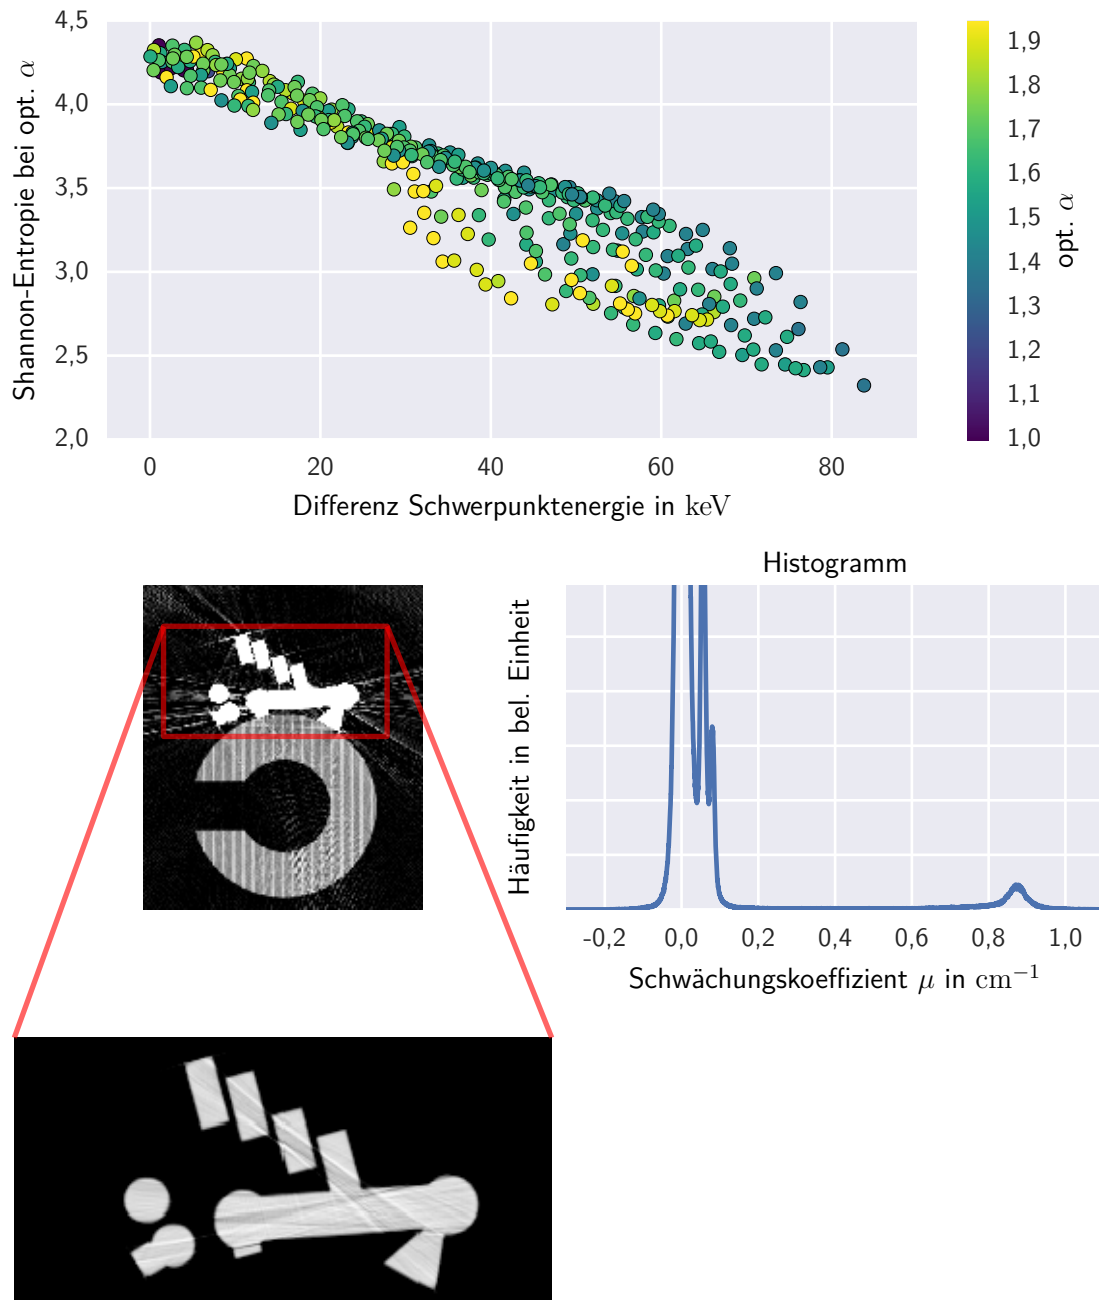 4,5
4,0
3,5
3,0
2,5
2,0
Shannon-Entropie bei opt. α
0 20 40 60 80
Differenz Schwerpunktenergie in keV
1,9
1,8
1,7
1,6
1,5
1,4
1,3
1,2
1,1
1,0
opt. α
Histogramm
Häufigkeit in bel. Einheit
-0,2 0,0 0,2 0,4 0,6 0,8 1,0
Schwächungskoeffizient μ in cm⁻¹